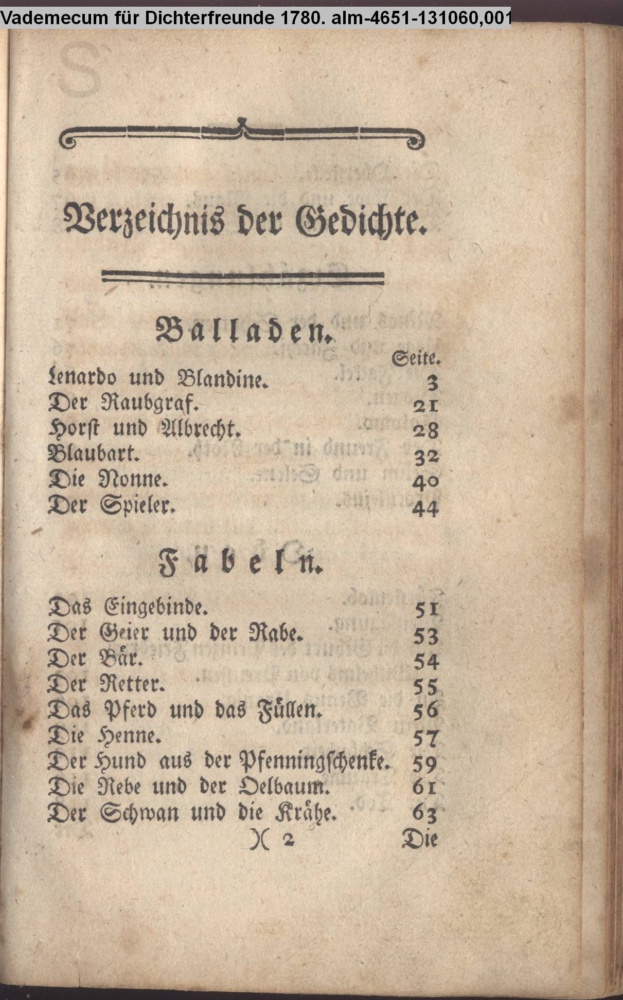 Vademecum für Dichterfreunde 1780. alm-4651-131060,001
S
Verzeichnis der Gedichte.
Balladen.
Seite.
Lenardo und Blandine. 3
Der Raubgraf. 21
Horst und Albrecht. 28
Blaubart. 32
Die Nonne. 40
Der Spieler. 44
Fabeln.
Das Eingebinde. 51
Der Geier und der Rabe. 53
Der Bär. 54
Der Retter. 55
Das Pferd und das Füllen. 56
Die Henne. 57
Der Hund aus der Pfenningschenke. 59
Die Rebe und der Oelbaum. 61
Der Schwan und die Krähe. 63
)( 2 Die